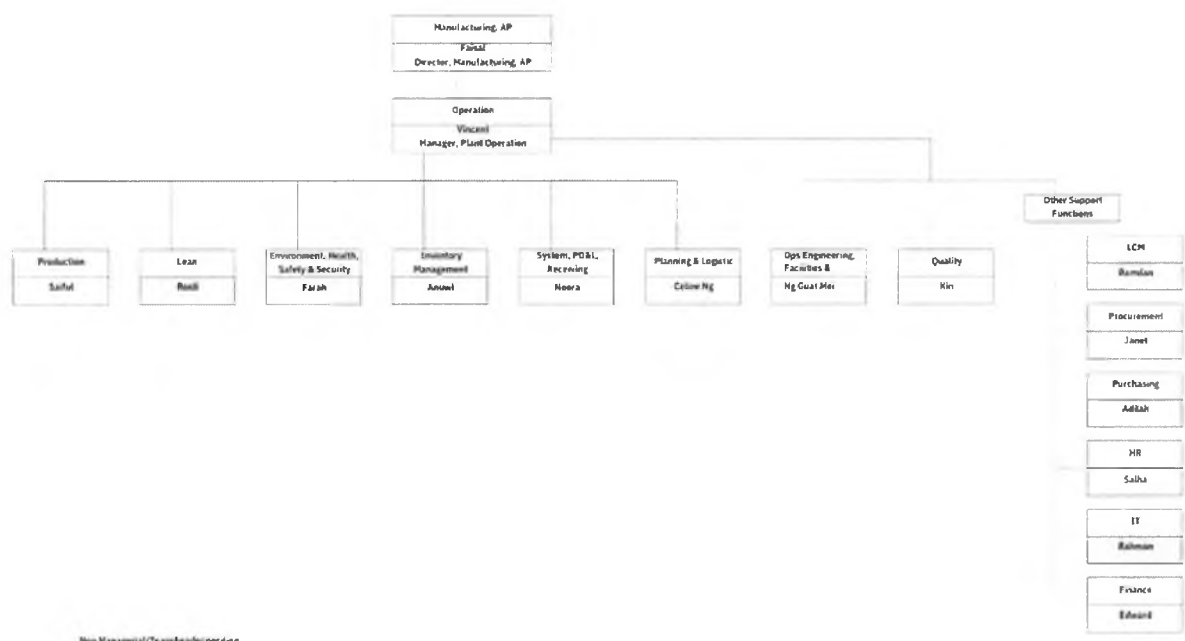 Manufacturing, AP
Faisal
Director, Manufacturing, AP
Operation
Vincent
Manager, Plant Operation
Other Support
Functions
Production
Saiful
Lean
Rosli
Environment, Health,
Safety & Security
Farah
Inventory
Management
Anuwi
System, PD&L,
Receiving
Noora
Planning & Logistic
Celine Ng
Ops Engineering,
Facilities &
Ng Guat Mei
Quality
Kin
LCM
Ramdan
Procurement
Janet
Purchasing
Adilah
HR
Salha
IT
Rahman
Finance
Edward